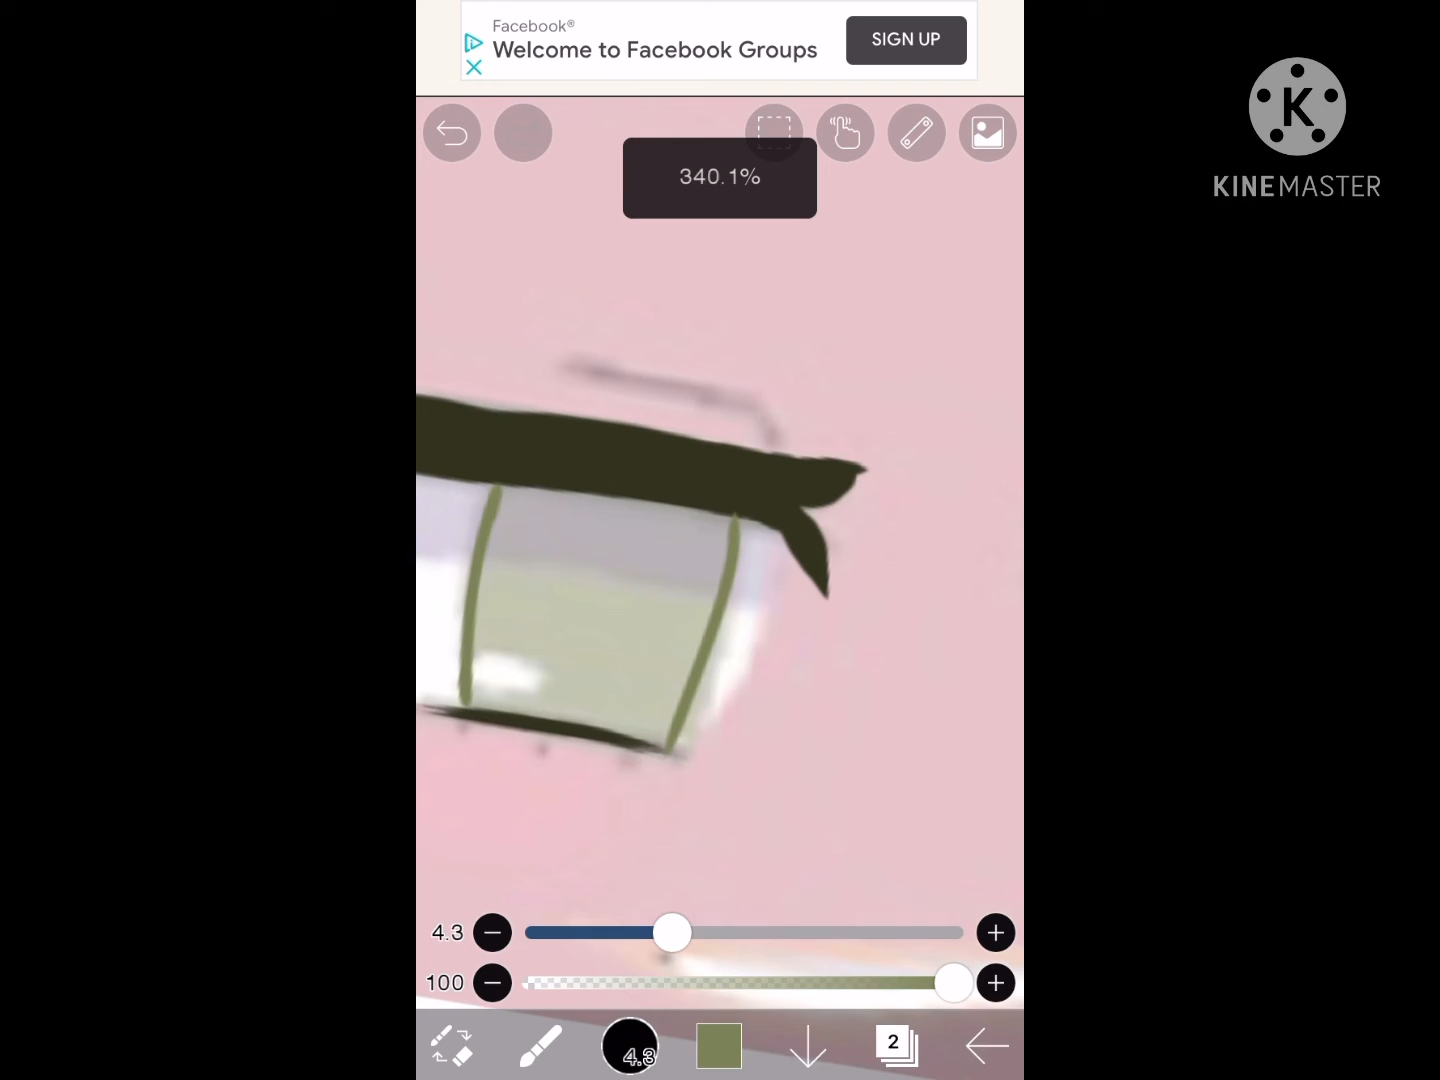 Facebook®
Welcome to Facebook Groups
SIGN UP
340.1%
K
KINEMASTER
4.3
100
4.3
2